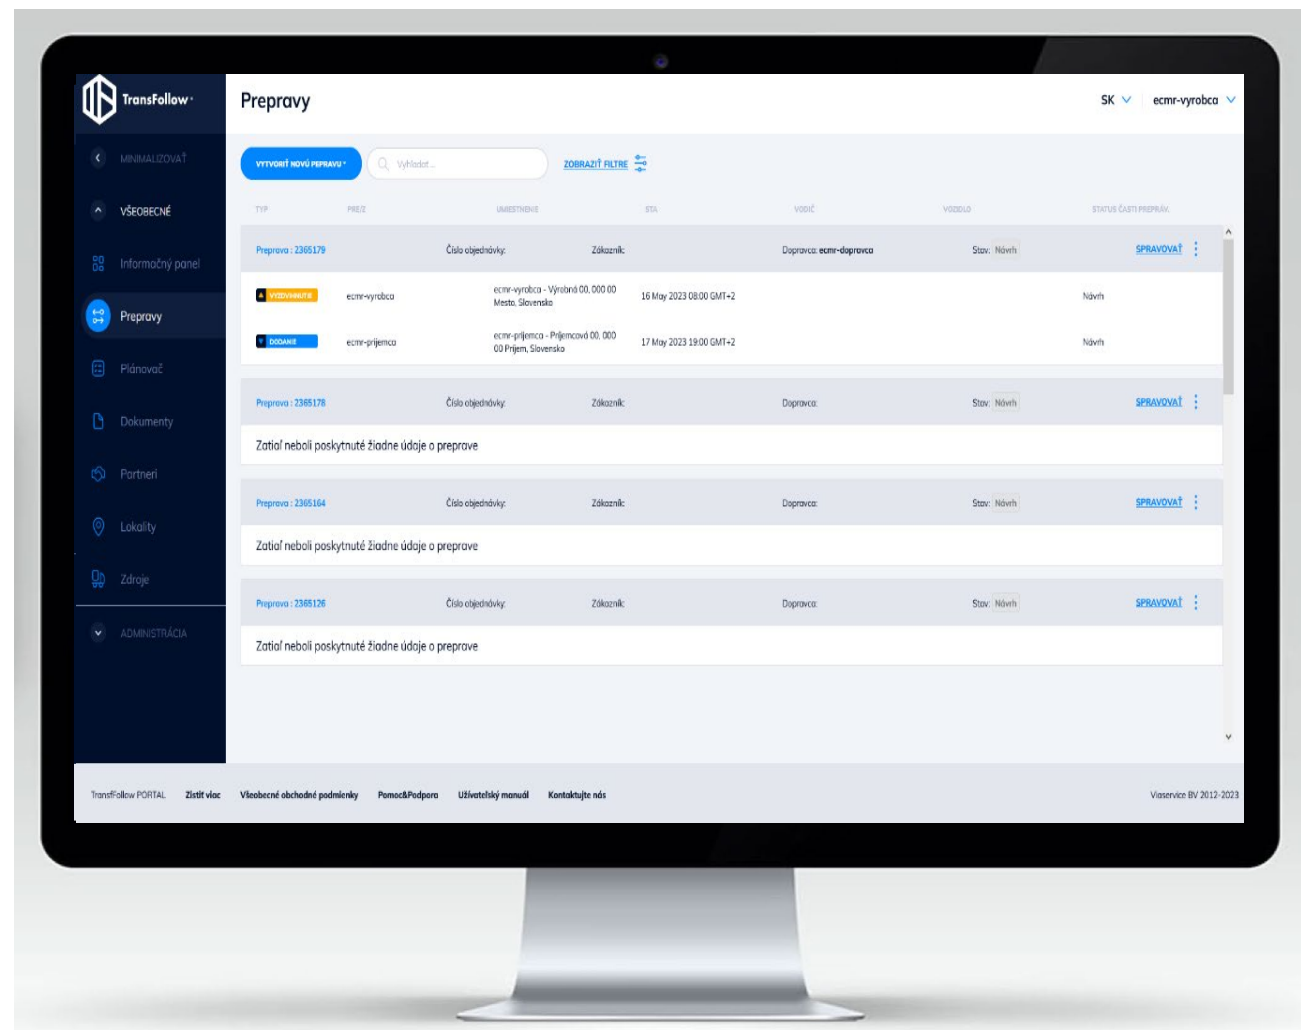 TransFollow
Prepravy
SK
ecmr-vyrobca
MINIMALIZOVAŤ
VYTVORIŤ NOVÚ PEPRAVU
Vyhľadať...
ZOBRAZIŤ FILTRE
VŠEOBECNÉ
TYP
PRE/Z
UMIESTNENIE
STA
VODIČ
VOZIDLO
STATUS ČASTI PREPRAV.
Informačný panel
Prepravy
Plánovač
Dokumenty
Partneri
Lokality
Zdroje
ADMINISTRÁCIA
Preprava : 2365179
Číslo objednávky:
Zákazník:
Dopravca: ecmr-dopravca
Stav: Návrh
SPRAVOVAŤ
VYZDVIHNUTIE
ecmr-vyrobca
ecmr-vyrobca - Výrobná 00, 000 00
Mesto, Slovensko
16 May 2023 08:00 GMT+2
Návrh
DODANIE
ecmr-prijemca
ecmr-prijemca - Príjemcová 00, 000
00 Príjem, Slovensko
17 May 2023 19:00 GMT+2
Návrh
Preprava : 2365178
Číslo objednávky:
Zákazník:
Dopravca:
Stav: Návrh
SPRAVOVAŤ
Zatiaľ neboli poskytnuté žiadne údaje o preprave
Preprava : 2365164
Číslo objednávky:
Zákazník:
Dopravca:
Stav: Návrh
SPRAVOVAŤ
Zatiaľ neboli poskytnuté žiadne údaje o preprave
Preprava : 2365126
Číslo objednávky:
Zákazník:
Dopravca:
Stav: Návrh
SPRAVOVAŤ
Zatiaľ neboli poskytnuté žiadne údaje o preprave
TransfFollow PORTAL
Zistiť viac
Všeobecné obchodné podmienky
Pomoc&Podpora
Užívateľský manuál
Kontaktujte nás
Viaservice BV 2012-2023